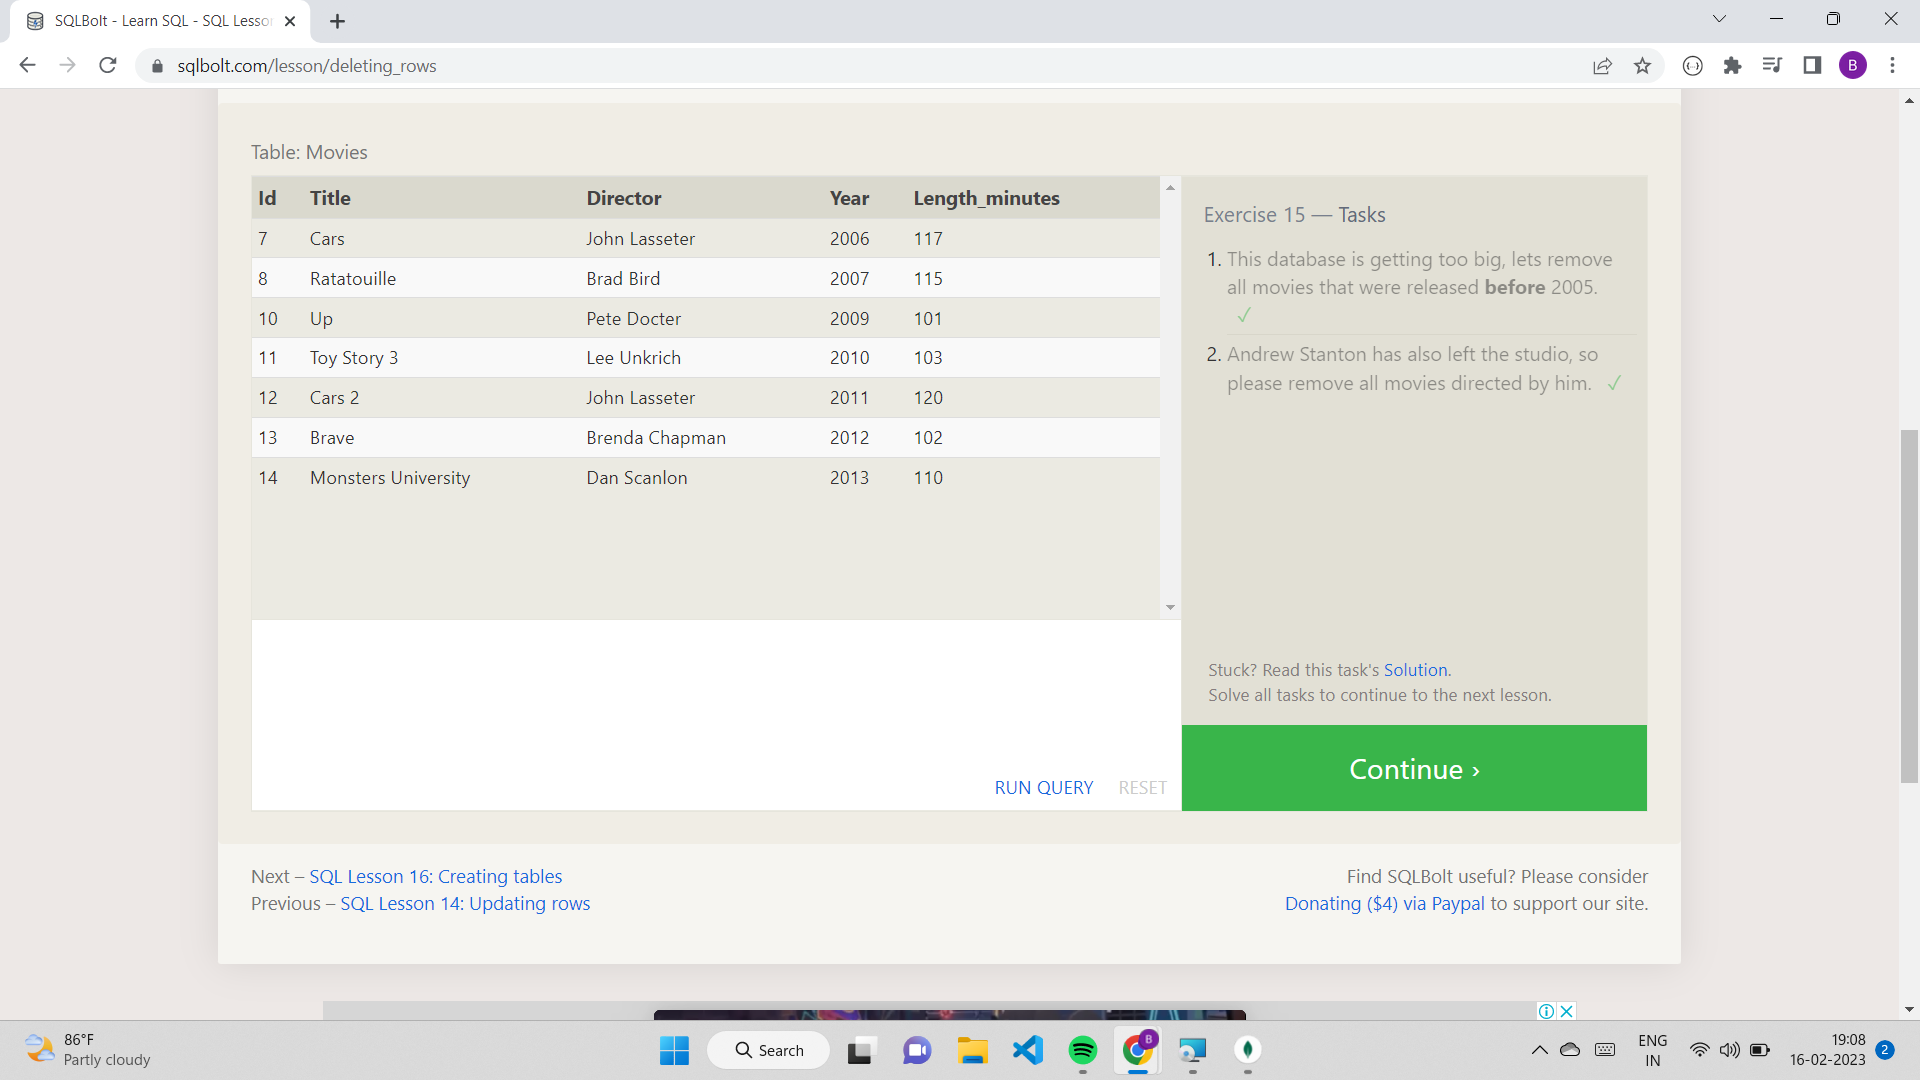 SQLBolt - Learn SQL - SQL Lesson
sqlbolt.com/lesson/deleting_rows
B
Table: Movies
Id Title Director Year Length_minutes
7 Cars John Lasseter 2006 117
8 Ratatouille Brad Bird 2007 115
10 Up Pete Docter 2009 101
11 Toy Story 3 Lee Unkrich 2010 103
12 Cars 2 John Lasseter 2011 120
13 Brave Brenda Chapman 2012 102
14 Monsters University Dan Scanlon 2013 110
RUN QUERY RESET
Exercise 15 — Tasks
1. This database is getting too big, lets remove
all movies that were released before 2005.
✓
2. Andrew Stanton has also left the studio, so
please remove all movies directed by him. ✓
Stuck? Read this task's Solution.
Solve all tasks to continue to the next lesson.
Continue ›
Next – SQL Lesson 16: Creating tables
Previous – SQL Lesson 14: Updating rows
Find SQLBolt useful? Please consider
Donating ($4) via Paypal to support our site.
86°F
Partly cloudy
Search
B
ENG
IN
19:08
16-02-2023
2